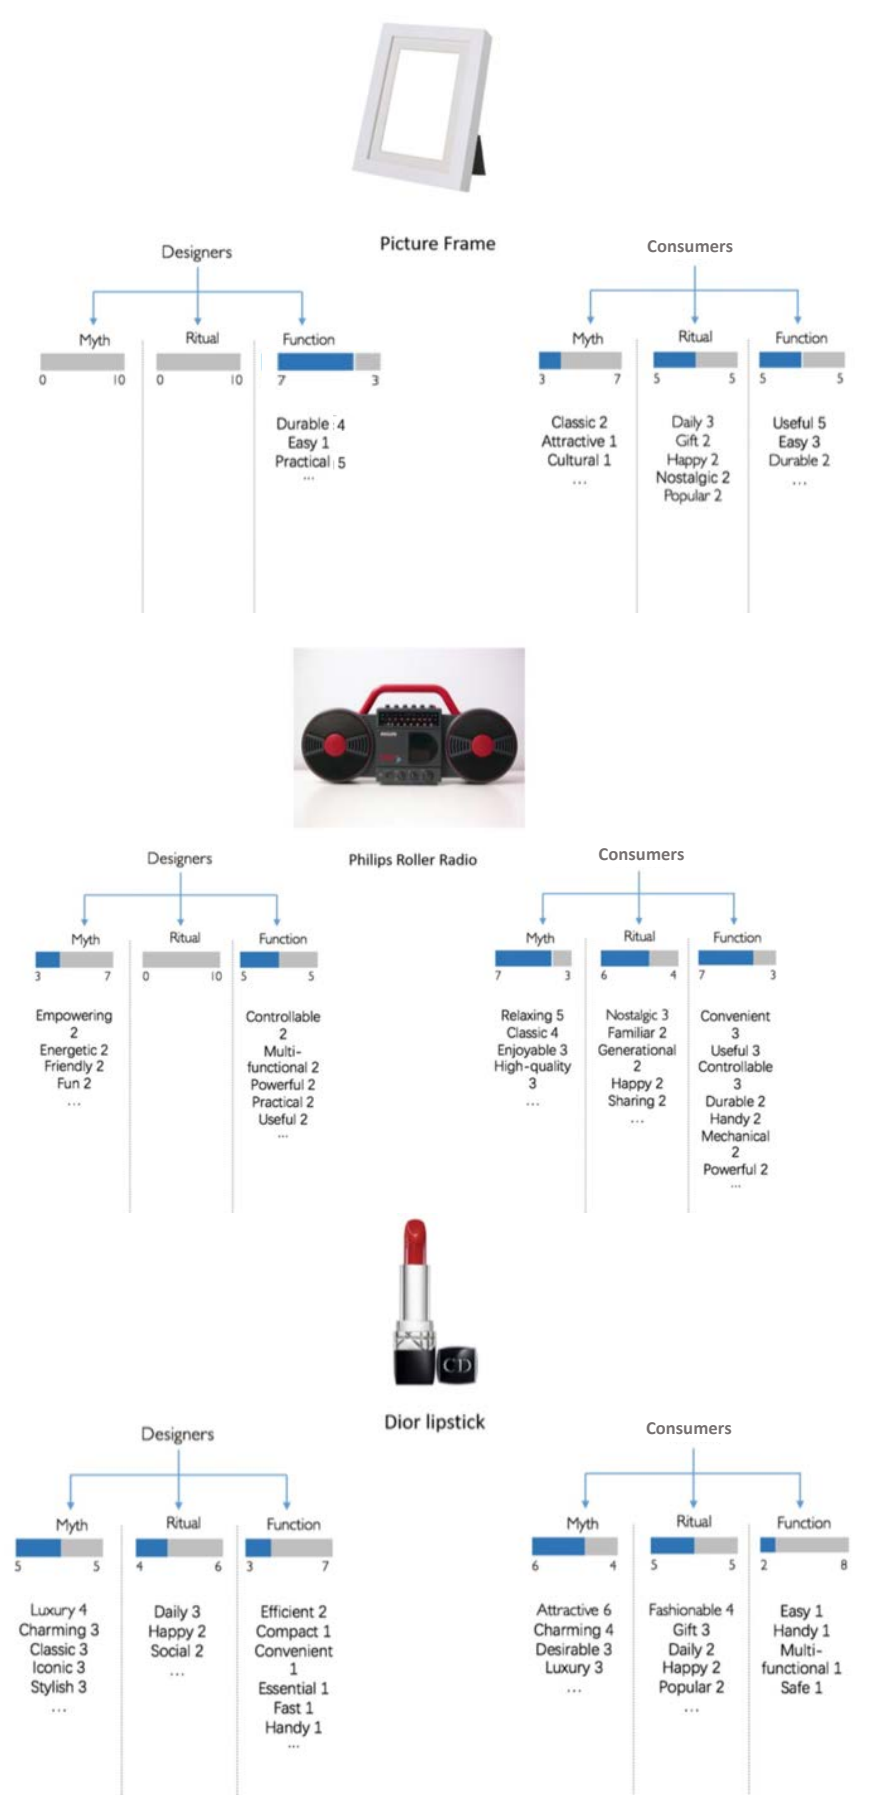 Picture Frame
Designers
Myth
0 10
Ritual
0 10
Function
7 3
Durable : 4
Easy 1
Practical 5
...
Consumers
Myth
3 7
Classic 2
Attractive 1
Cultural 1
...
Ritual
5 5
Daily 3
Gift 2
Happy 2
Nostalgic 2
Popular 2
Function
5 5
Useful 5
Easy 3
Durable 2
...
PHILIPS
Philips Roller Radio
Designers
Myth
3 7
Empowering
2
Energetic 2
Friendly 2
Fun 2
...
Ritual
0 10
Function
5 5
Controllable
2
Multi-
functional 2
Powerful 2
Practical 2
Useful 2
...
Consumers
Myth
7 3
Relaxing 5
Classic 4
Enjoyable 3
High-quality
3
...
Ritual
6 4
Nostalgic 3
Familiar 2
Generational
2
Happy 2
Sharing 2
...
Function
7 3
Convenient
3
Useful 3
Controllable
3
Durable 2
Handy 2
Mechanical
2
Powerful 2
...
CD
Dior lipstick
Designers
Myth
5 5
Luxury 4
Charming 3
Classic 3
Iconic 3
Stylish 3
...
Ritual
4 6
Daily 3
Happy 2
Social 2
...
Function
3 7
Efficient 2
Compact 1
Convenient
1
Essential 1
Fast 1
Handy 1
...
Consumers
Myth
6 4
Attractive 6
Charming 4
Desirable 3
Luxury 3
...
Ritual
5 5
Fashionable 4
Gift 3
Daily 2
Happy 2
Popular 2
...
Function
2 8
Easy 1
Handy 1
Multi-
functional 1
Safe 1